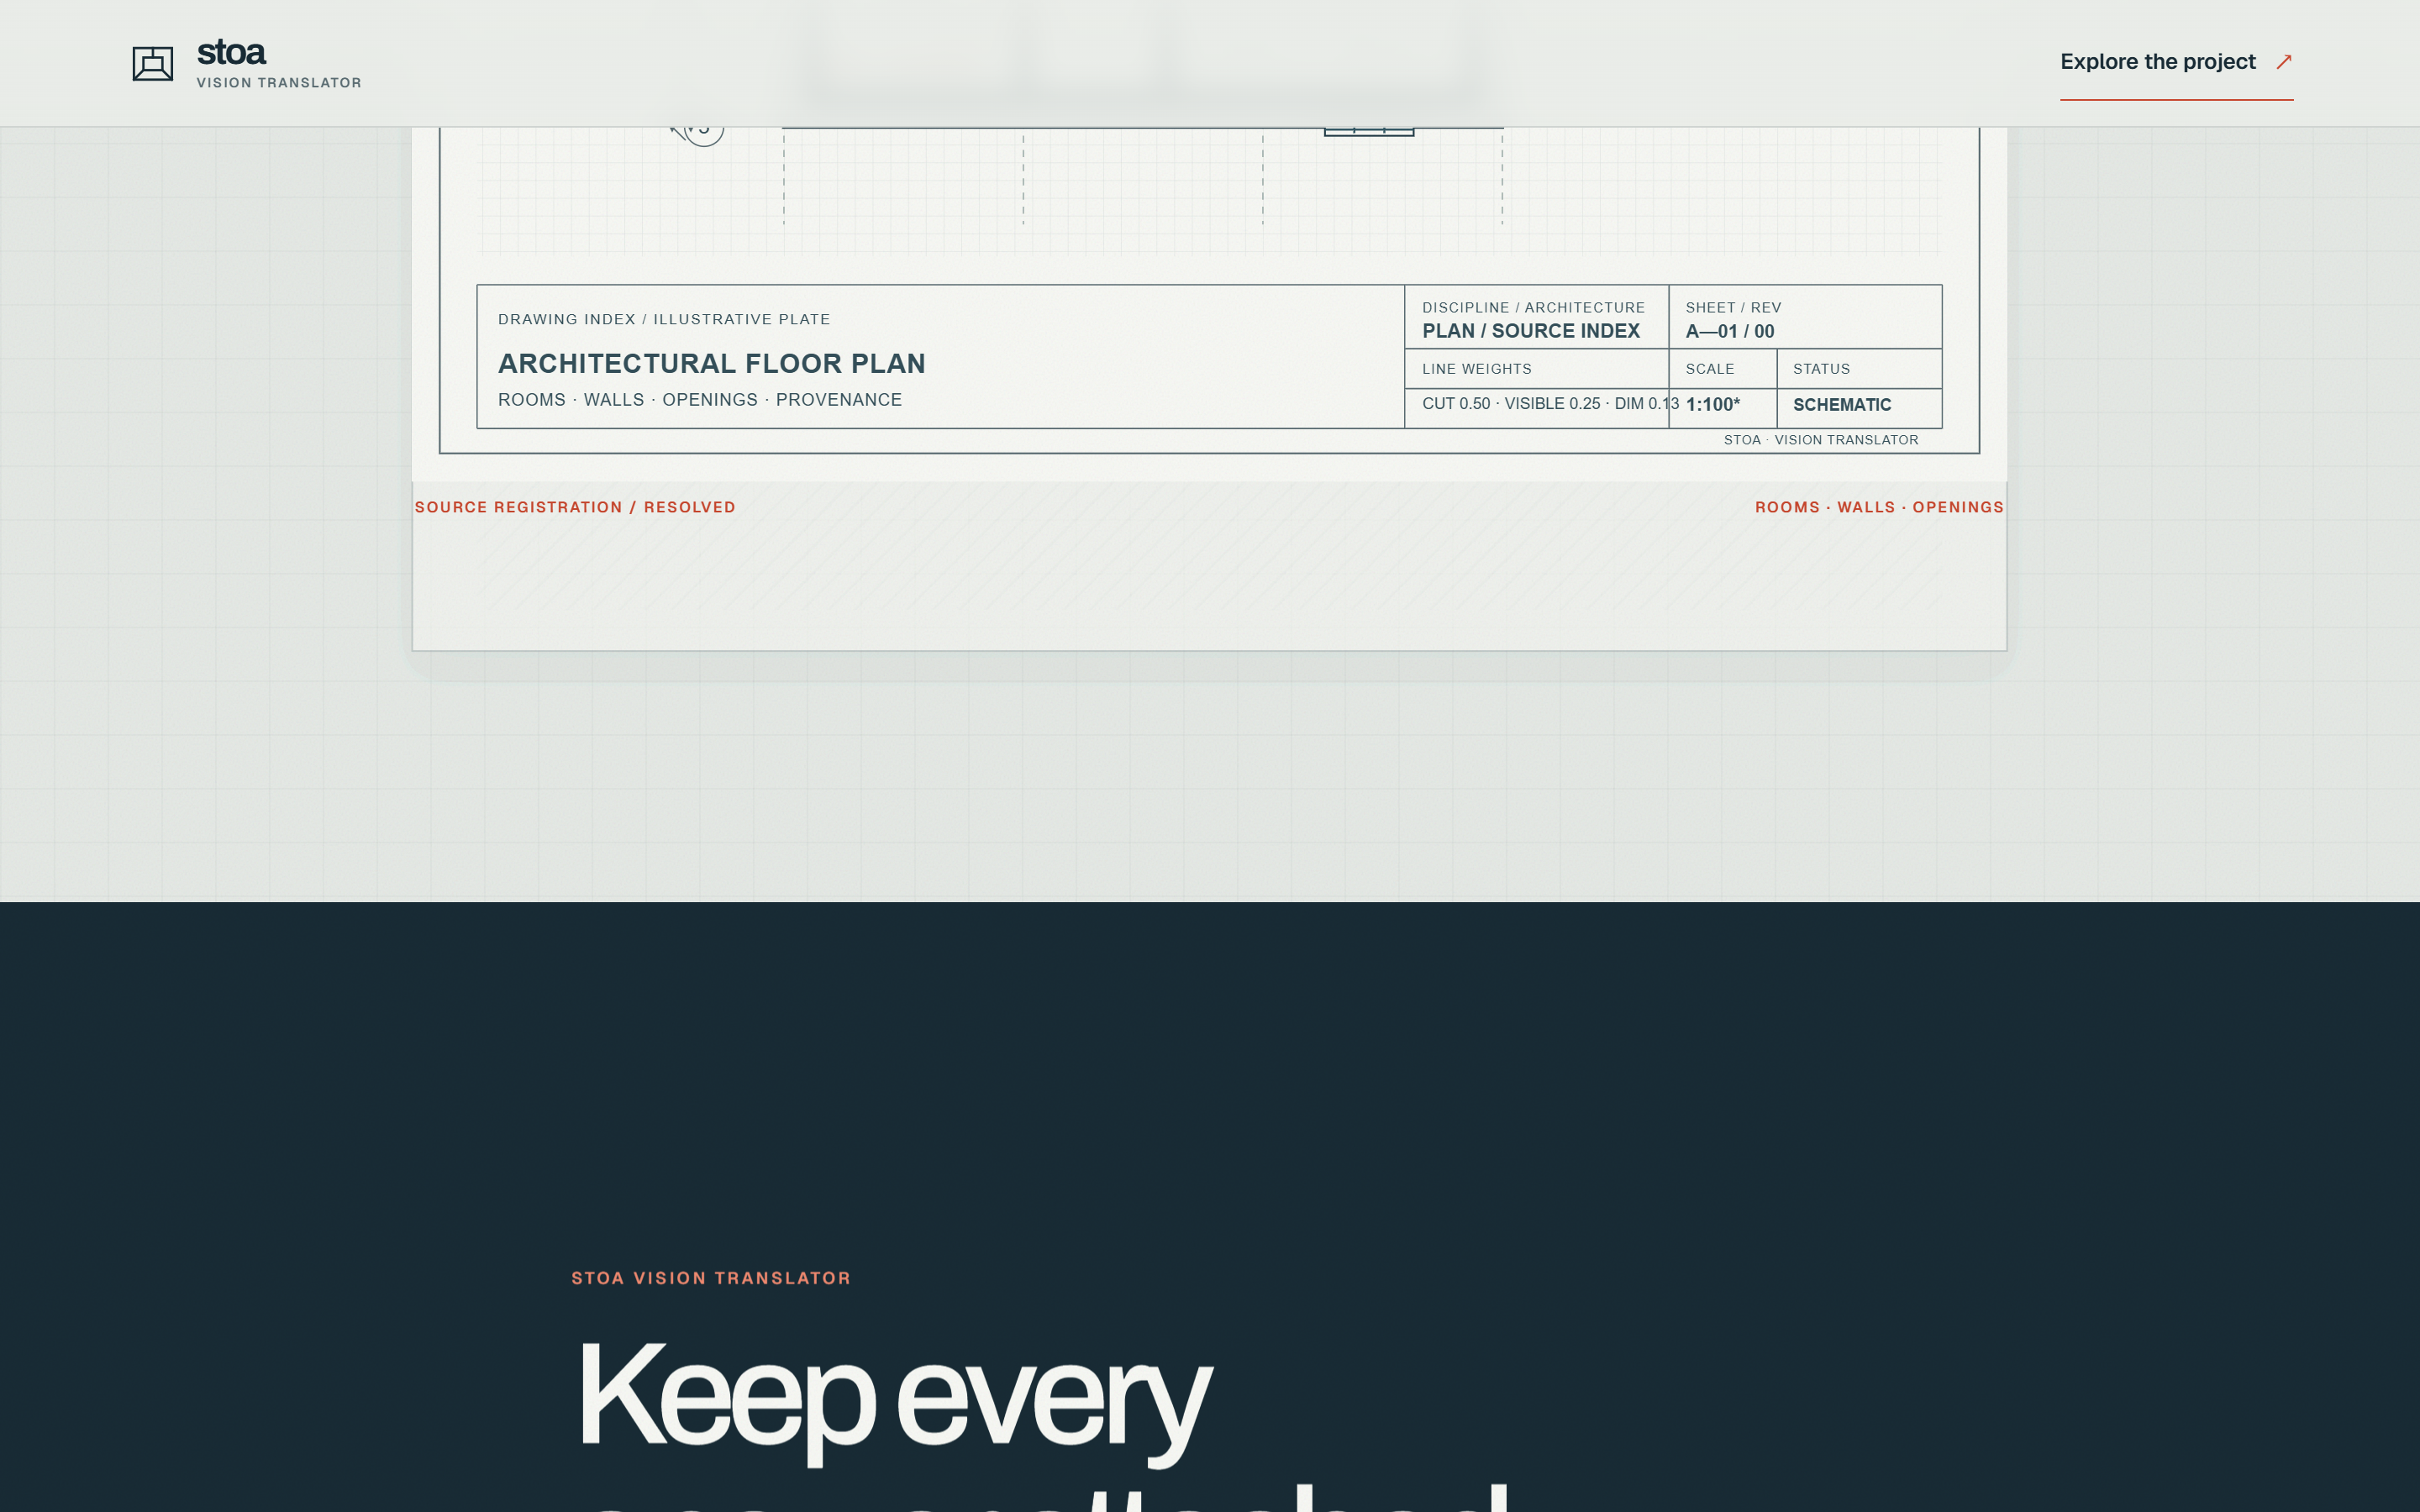 stoa
VISION TRANSLATOR
Explore the project ↗
DRAWING INDEX / ILLUSTRATIVE PLATE
ARCHITECTURAL FLOOR PLAN
ROOMS · WALLS · OPENINGS · PROVENANCE
DISCIPLINE / ARCHITECTURE
PLAN / SOURCE INDEX
SHEET / REV
A—01 / 00
LINE WEIGHTS
CUT 0.50 · VISIBLE 0.25 · DIM 0.13
SCALE
1:100*
STATUS
SCHEMATIC
STOA · VISION TRANSLATOR
SOURCE REGISTRATION / RESOLVED
ROOMS · WALLS · OPENINGS
STOA VISION TRANSLATOR
Keep every